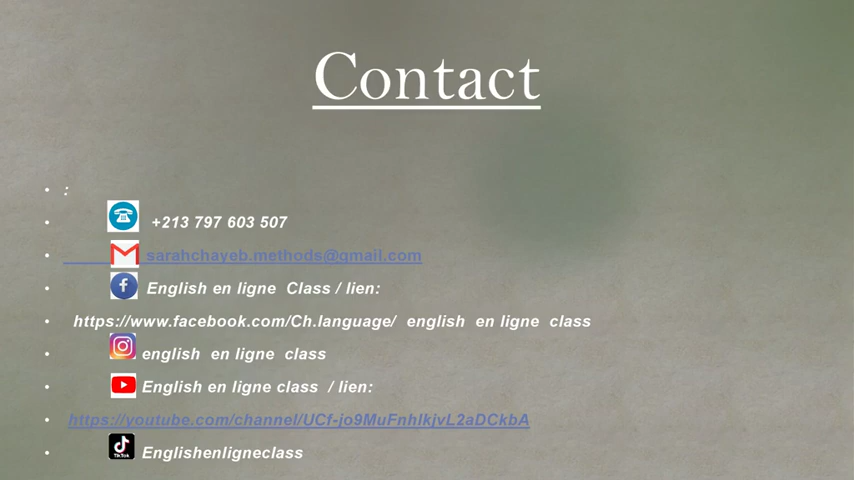 Contact
:
+213 797 603 507
sarahchayeb.methods@gmail.com
English en ligne Class / lien:
https://www.facebook.com/Ch.language/ english en ligne class
english en ligne class
English en ligne class / lien:
https://youtube.com/channel/UCf-jo9MuFnhIkjvL2aDCkbA
TikTok
Englishenligneclass